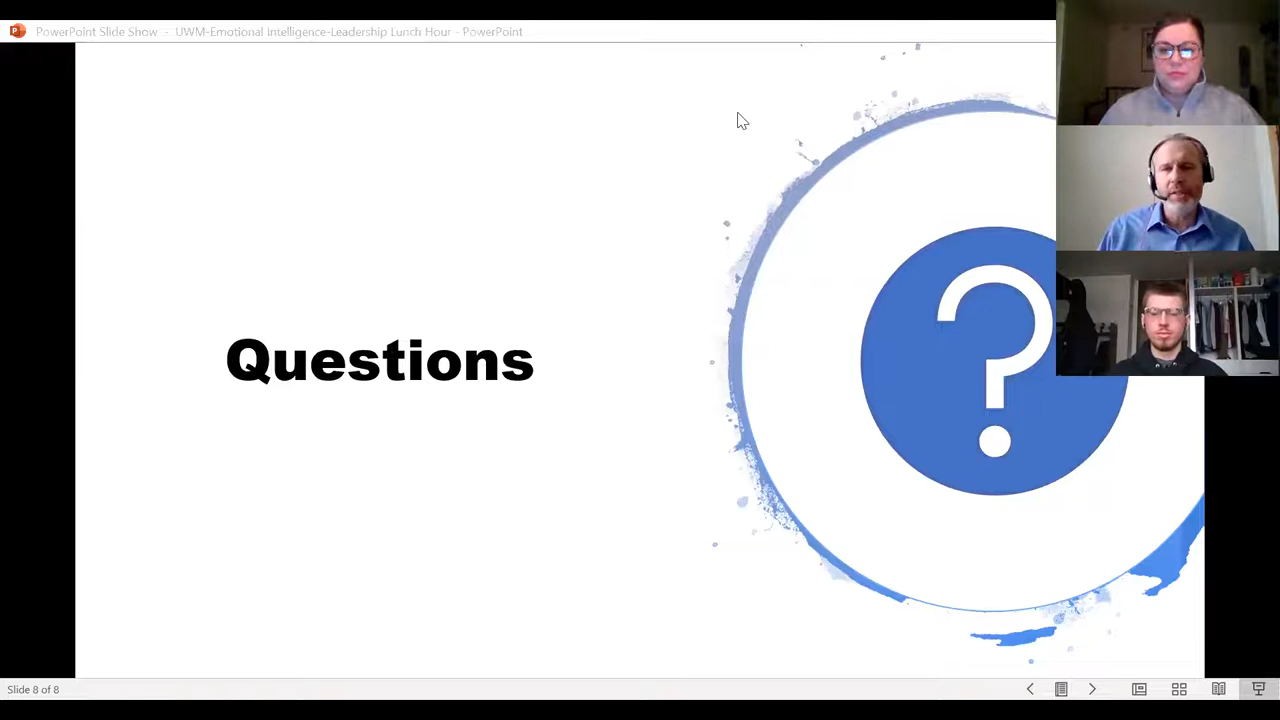 PowerPoint Slide Show - UWM-Emotional Intelligence-Leadership Lunch Hour - PowerPoint
Questions
?
Slide 8 of 8